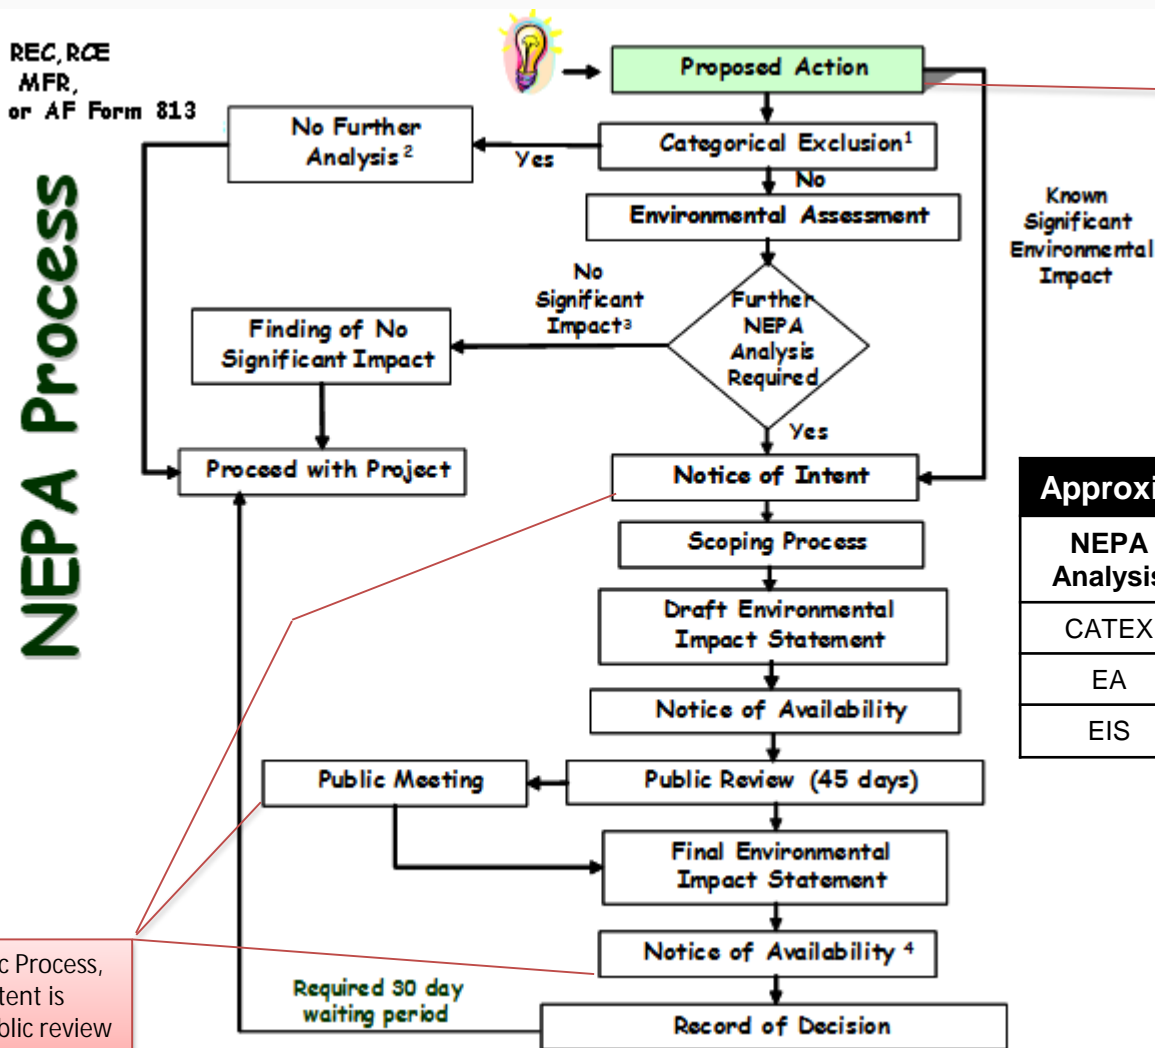 REC, RCE
MFR,
or AF Form 813
NEPA Process
Proposed Action
Categorical Exclusion1
Yes
No Further
Analysis 2
No
Environmental Assessment
Known
Significant
Environmental
Impact
No
Significant
Impact3
Further
NEPA
Analysis
Required
Finding of No
Significant Impact
Yes
Proceed with Project
Notice of Intent
Scoping Process
Draft Environmental
Impact Statement
Notice of Availability
Public Meeting
Public Review (45 days)
Final Environmental
Impact Statement
Notice of Availability 4
Required 30 day
waiting period
Record of Decision
Approxi
NEPA
Analysis
CATEX
EA
EIS
c Process,
tent is
blic review